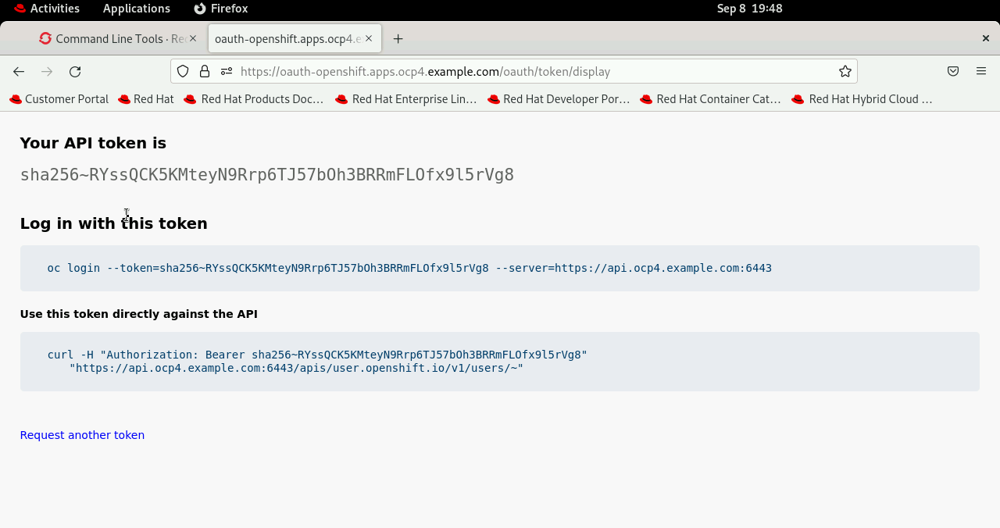 Activities Applications Firefox Sep 8 19:48
Command Line Tools · Re
oauth-openshift.apps.ocp4.e
https://oauth-openshift.apps.ocp4.example.com/oauth/token/display
Customer Portal Red Hat Red Hat Products Doc… Red Hat Enterprise Lin… Red Hat Developer Por… Red Hat Container Cat… Red Hat Hybrid Cloud …
Your API token is
sha256~RYssQCK5KMteyN9Rrp6TJ57bOh3BRRmFLOfx9l5rVg8
Log in with this token
oc login --token=sha256~RYssQCK5KMteyN9Rrp6TJ57bOh3BRRmFLOfx9l5rVg8 --server=https://api.ocp4.example.com:6443
Use this token directly against the API
curl -H "Authorization: Bearer sha256~RYssQCK5KMteyN9Rrp6TJ57bOh3BRRmFLOfx9l5rVg8"
"https://api.ocp4.example.com:6443/apis/user.openshift.io/v1/users/~"
Request another token